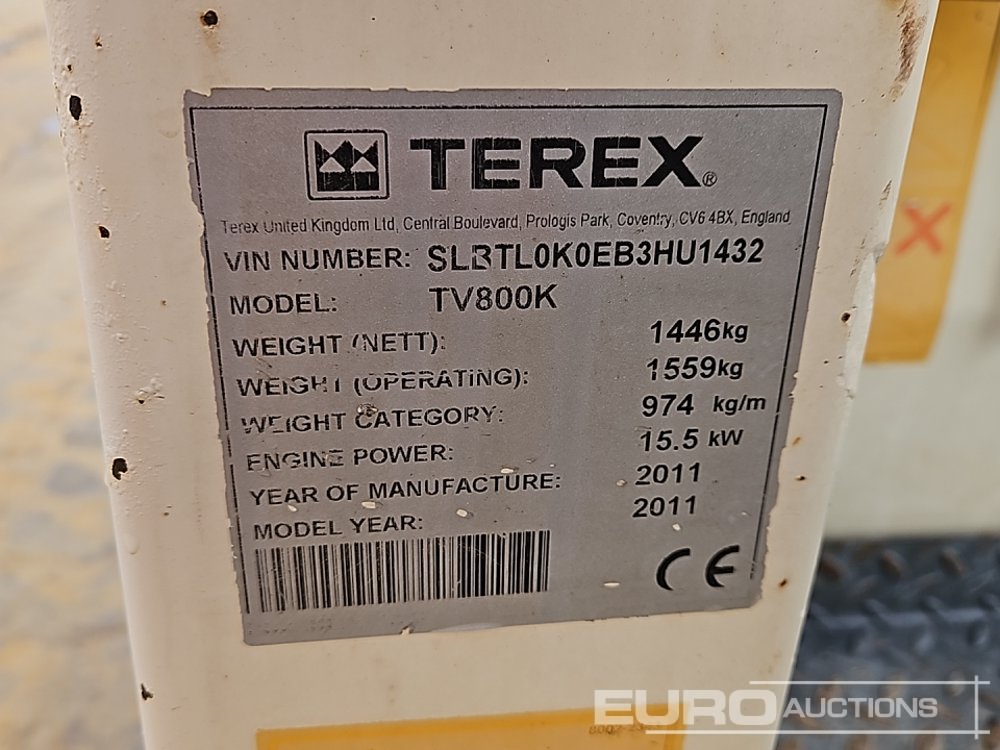 TEREX®
Terex United Kingdom Ltd, Central Boulevard, Prologis Park, Coventry, CV6 4BX, England
VIN NUMBER: SLBTL0K0EB3HU1432
MODEL: TV800K
WEIGHT (NETT): 1446kg
WEIGHT (OPERATING): 1559kg
WEIGHT CATEGORY: 974 kg/m
ENGINE POWER: 15.5 kW
YEAR OF MANUFACTURE: 2011
MODEL YEAR: 2011
CE
EURO AUCTIONS